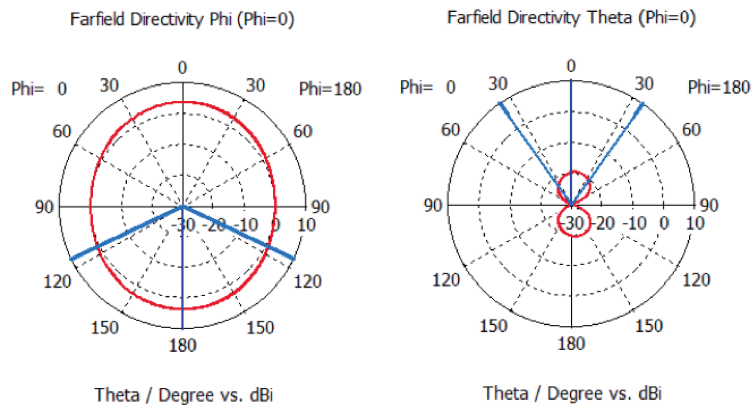 Farfield Directivity Phi (Phi=0)
0
Phi= 0
30
30
Phi=180
60
60
90
-30 -20 -10 0 10
90
120
120
150
150
180
Theta / Degree vs. dBi
Farfield Directivity Theta (Phi=0)
0
Phi= 0
30
30
Phi=180
60
60
90
-30 -20 -10 0 10
90
120
120
150
150
180
Theta / Degree vs. dBi